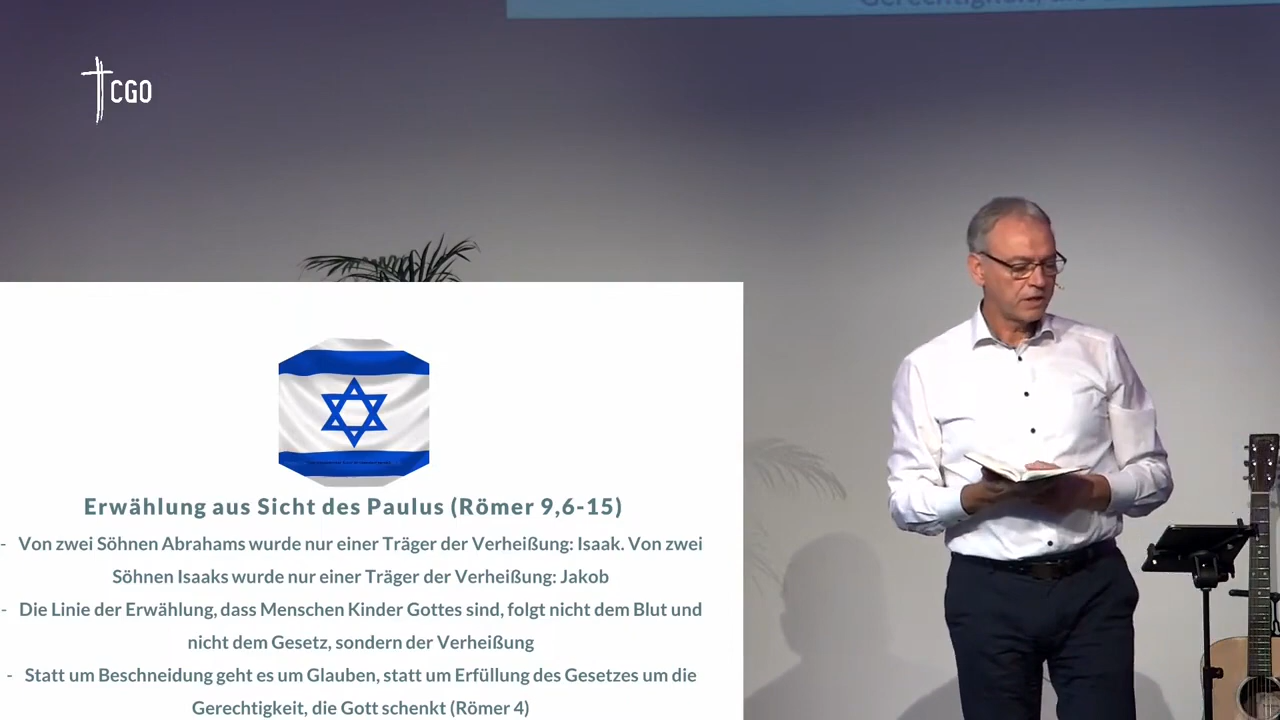 Gerechtigkeit, die
CGO
Erwählung aus Sicht des Paulus (Römer 9,6-15)
- Von zwei Söhnen Abrahams wurde nur einer Träger der Verheißung: Isaak. Von zwei
Söhnen Isaaks wurde nur einer Träger der Verheißung: Jakob
- Die Linie der Erwählung, dass Menschen Kinder Gottes sind, folgt nicht dem Blut und
nicht dem Gesetz, sondern der Verheißung
- Statt um Beschneidung geht es um Glauben, statt um Erfüllung des Gesetzes um die
Gerechtigkeit, die Gott schenkt (Römer 4)